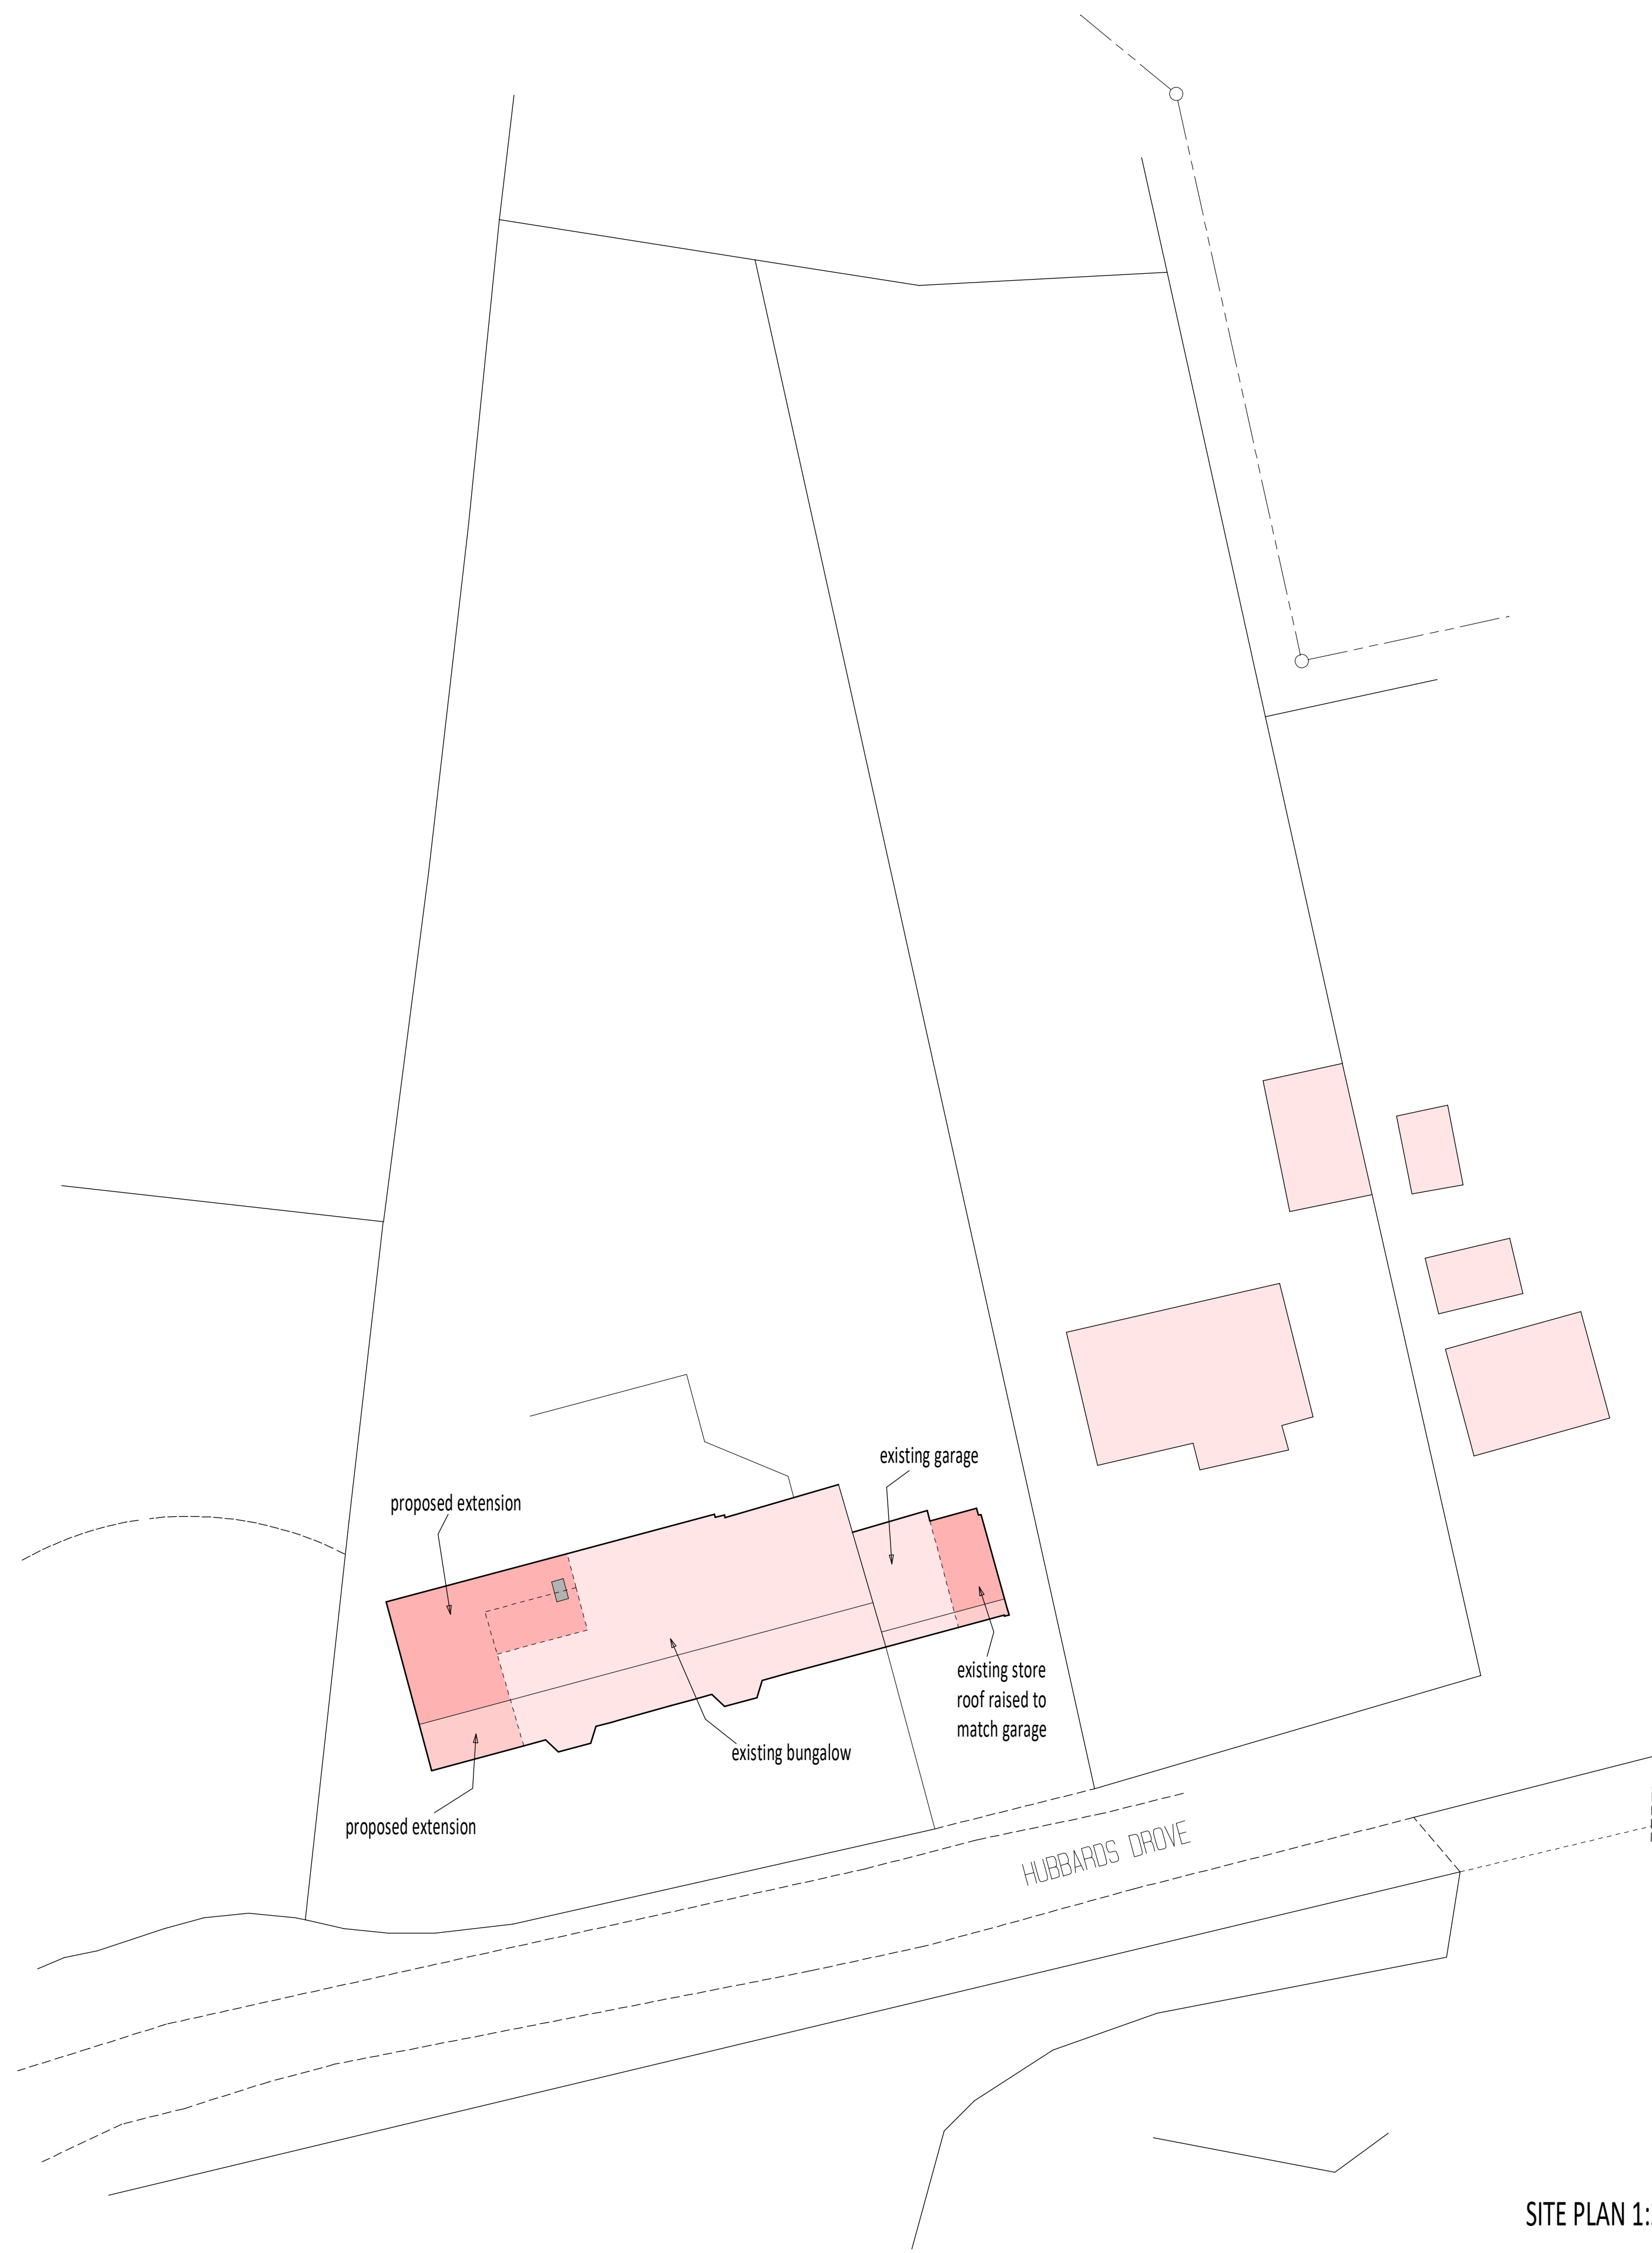 existing garage
proposed extension
existing store
roof raised to
match garage
existing bungalow
proposed extension
HUBBARDS DROVE
SITE PLAN 1: